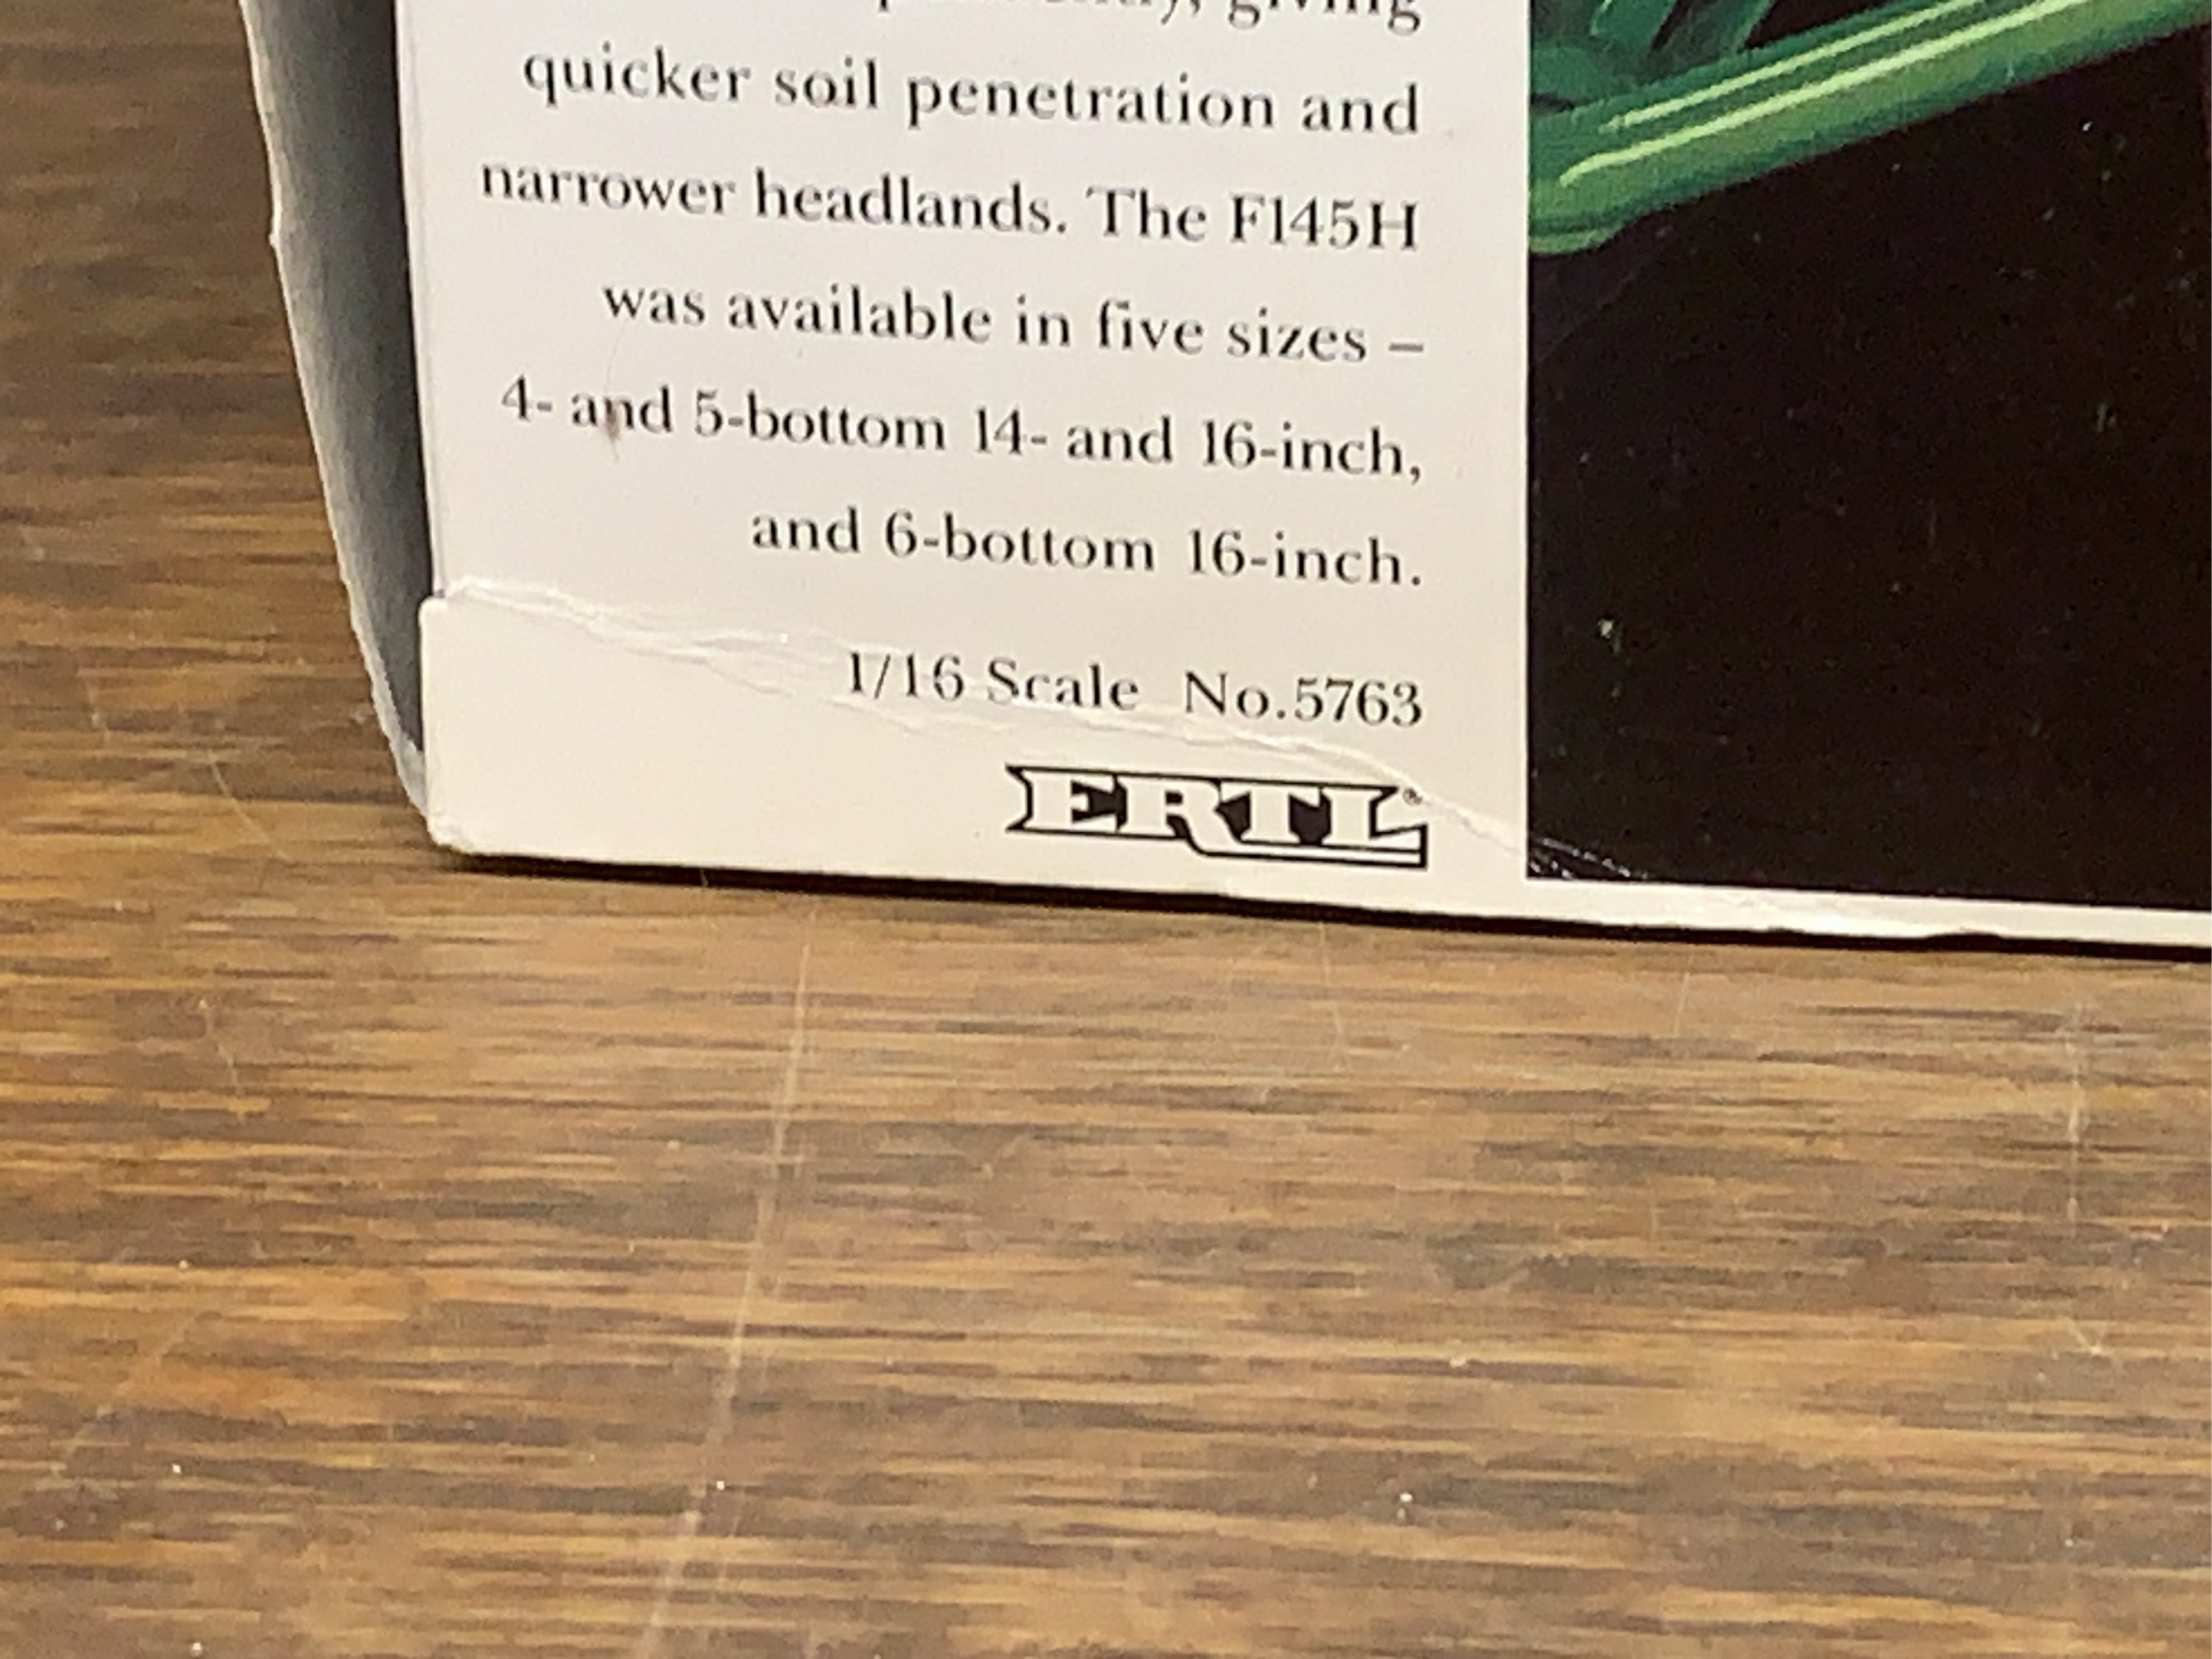 giving
quicker soil penetration and
narrower headlands. The F145H
was available in five sizes –
4- and 5-bottom 14- and 16-inch,
and 6-bottom 16-inch.
1/16 Scale No.5763
ERTL®